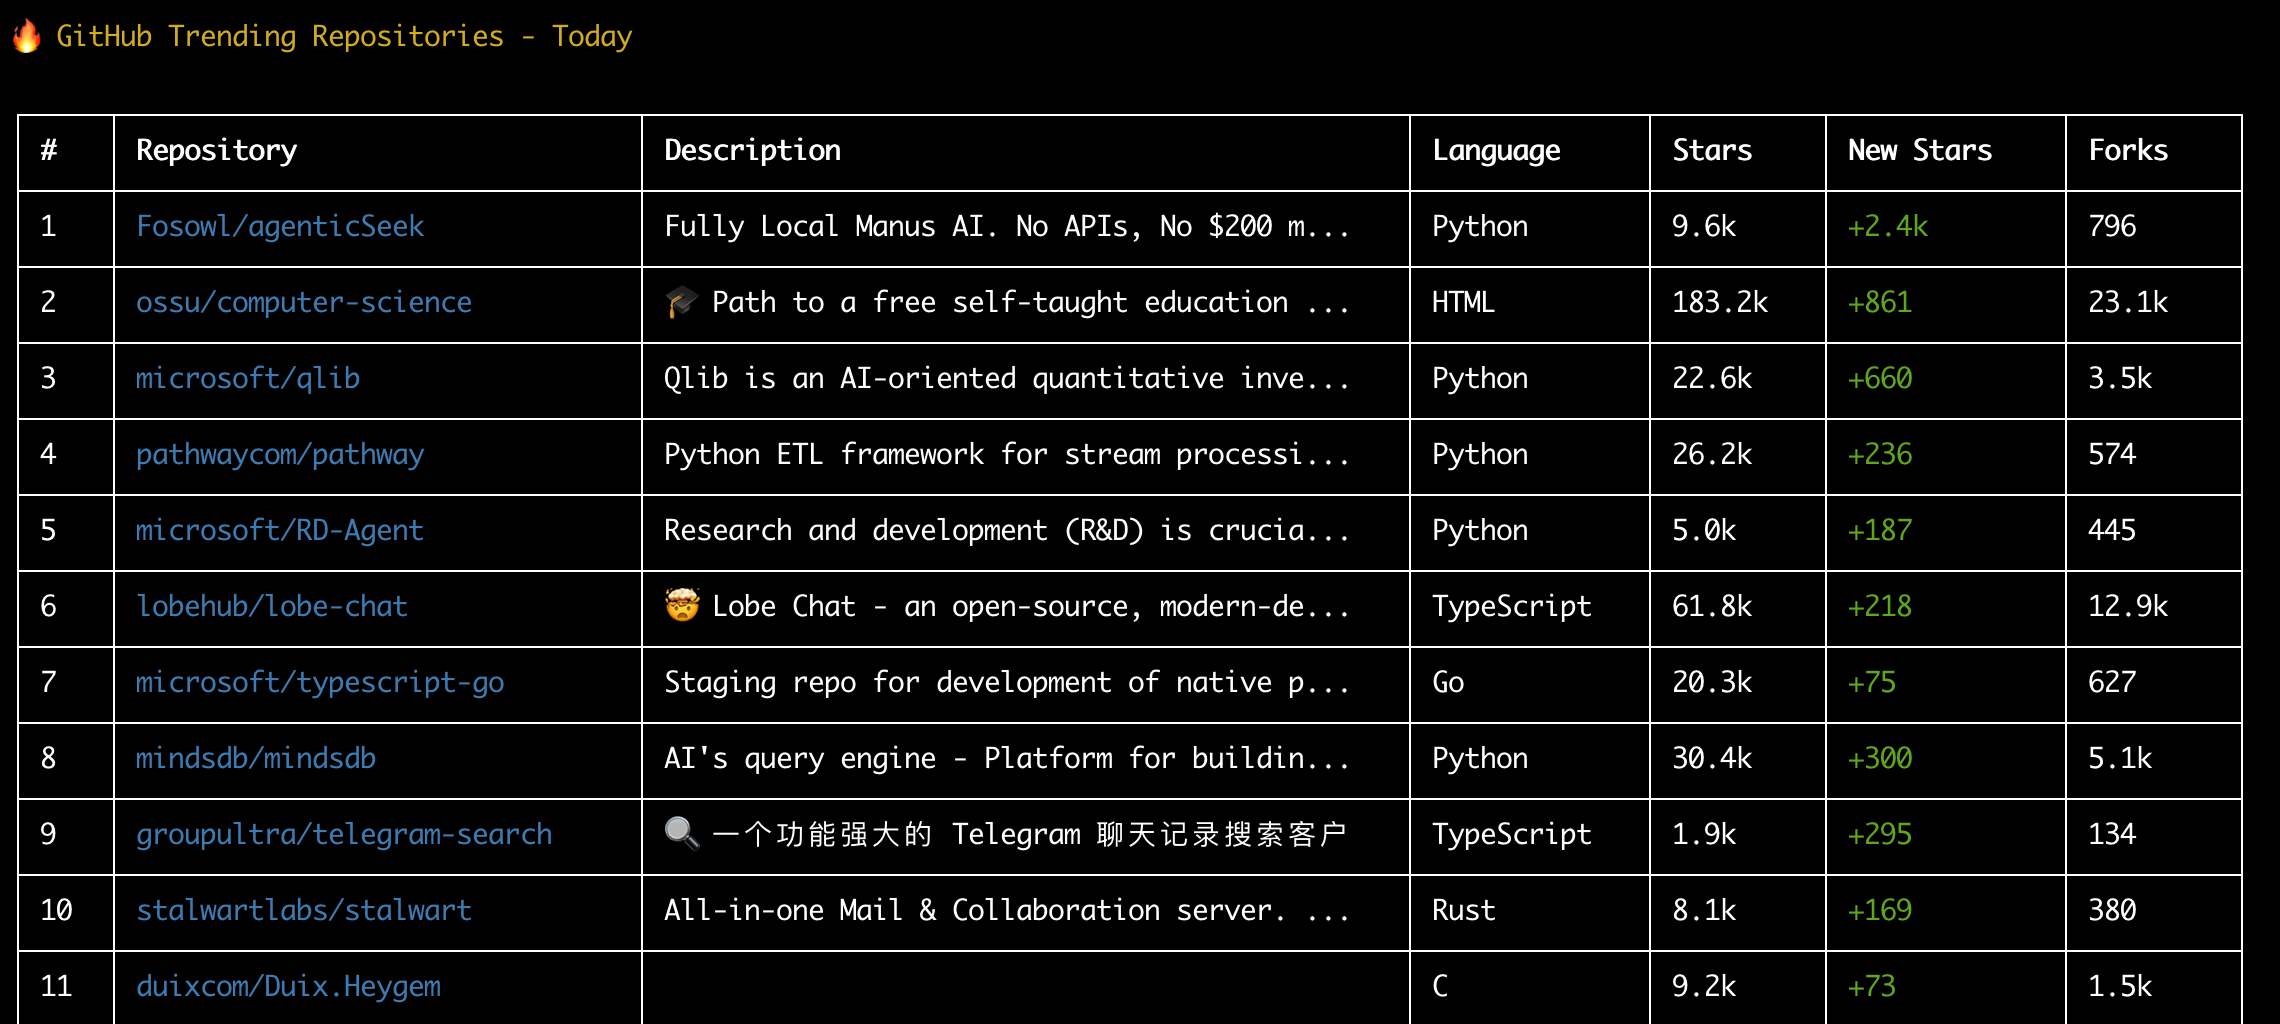 🔥 GitHub Trending Repositories - Today
# Repository Description Language Stars New Stars Forks
1 Fosowl/agenticSeek Fully Local Manus AI. No APIs, No $200 m... Python 9.6k +2.4k 796
2 ossu/computer-science 🎓 Path to a free self-taught education ... HTML 183.2k +861 23.1k
3 microsoft/qlib Qlib is an AI-oriented quantitative inve... Python 22.6k +660 3.5k
4 pathwaycom/pathway Python ETL framework for stream processi... Python 26.2k +236 574
5 microsoft/RD-Agent Research and development (R&D) is crucia... Python 5.0k +187 445
6 lobehub/lobe-chat 🤯 Lobe Chat - an open-source, modern-de... TypeScript 61.8k +218 12.9k
7 microsoft/typescript-go Staging repo for development of native p... Go 20.3k +75 627
8 mindsdb/mindsdb AI's query engine - Platform for buildin... Python 30.4k +300 5.1k
9 groupultra/telegram-search 🔍 一个功能强大的 Telegram 聊天记录搜索客户 TypeScript 1.9k +295 134
10 stalwartlabs/stalwart All-in-one Mail & Collaboration server. ... Rust 8.1k +169 380
11 duixcom/Duix.Heygem C 9.2k +73 1.5k